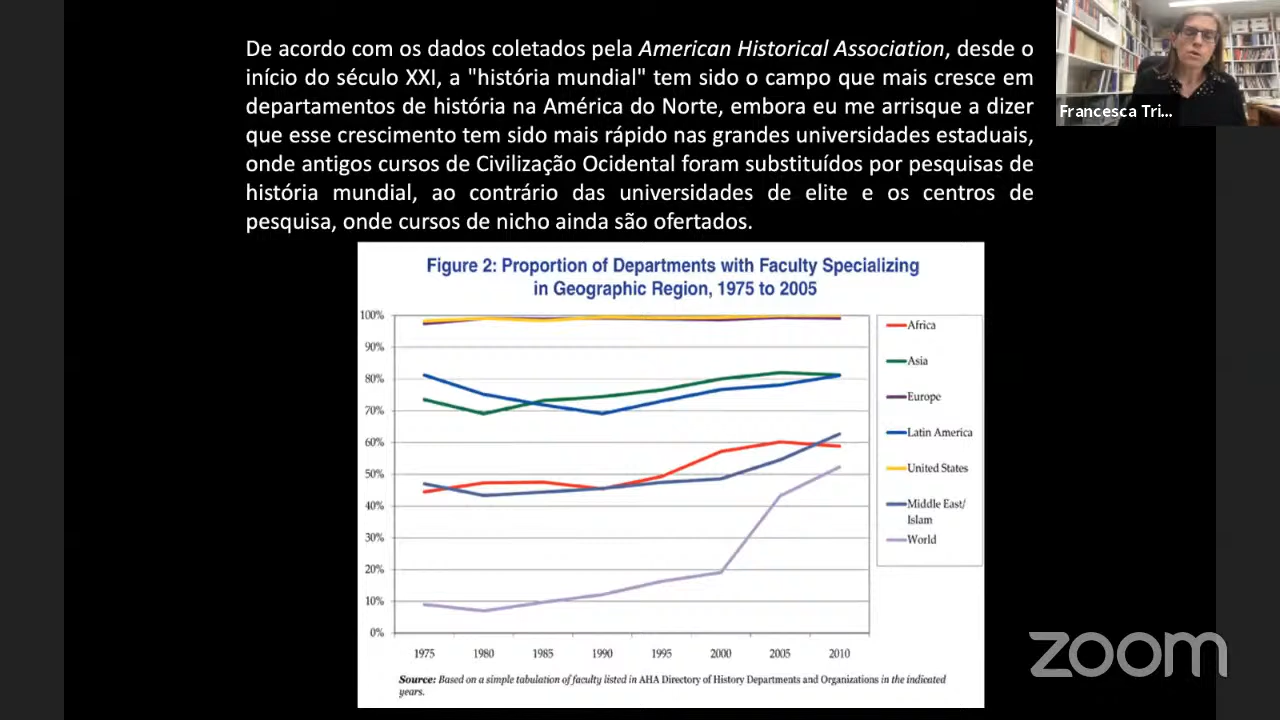 De acordo com os dados coletados pela American Historical Association, desde o
início do século XXI, a "história mundial" tem sido o campo que mais cresce em
departamentos de história na América do Norte, embora eu me arrisque a dizer
que esse crescimento tem sido mais rápido nas grandes universidades estaduais,
onde antigos cursos de Civilização Ocidental foram substituídos por pesquisas de
história mundial, ao contrário das universidades de elite e os centros de
pesquisa, onde cursos de nicho ainda são ofertados.
Francesca Tri...
Figure 2: Proportion of Departments with Faculty Specializing
in Geographic Region, 1975 to 2005
100%
90%
80%
70%
60%
50%
40%
30%
20%
10%
0%
1975 1980 1985 1990 1995 2000 2005 2010
Africa
Asia
Europe
Latin America
United States
Middle East/
Islam
World
Source: Based on a simple tabulation of faculty listed in AHA Directory of History Departments and Organizations in the indicated
years.
zoom